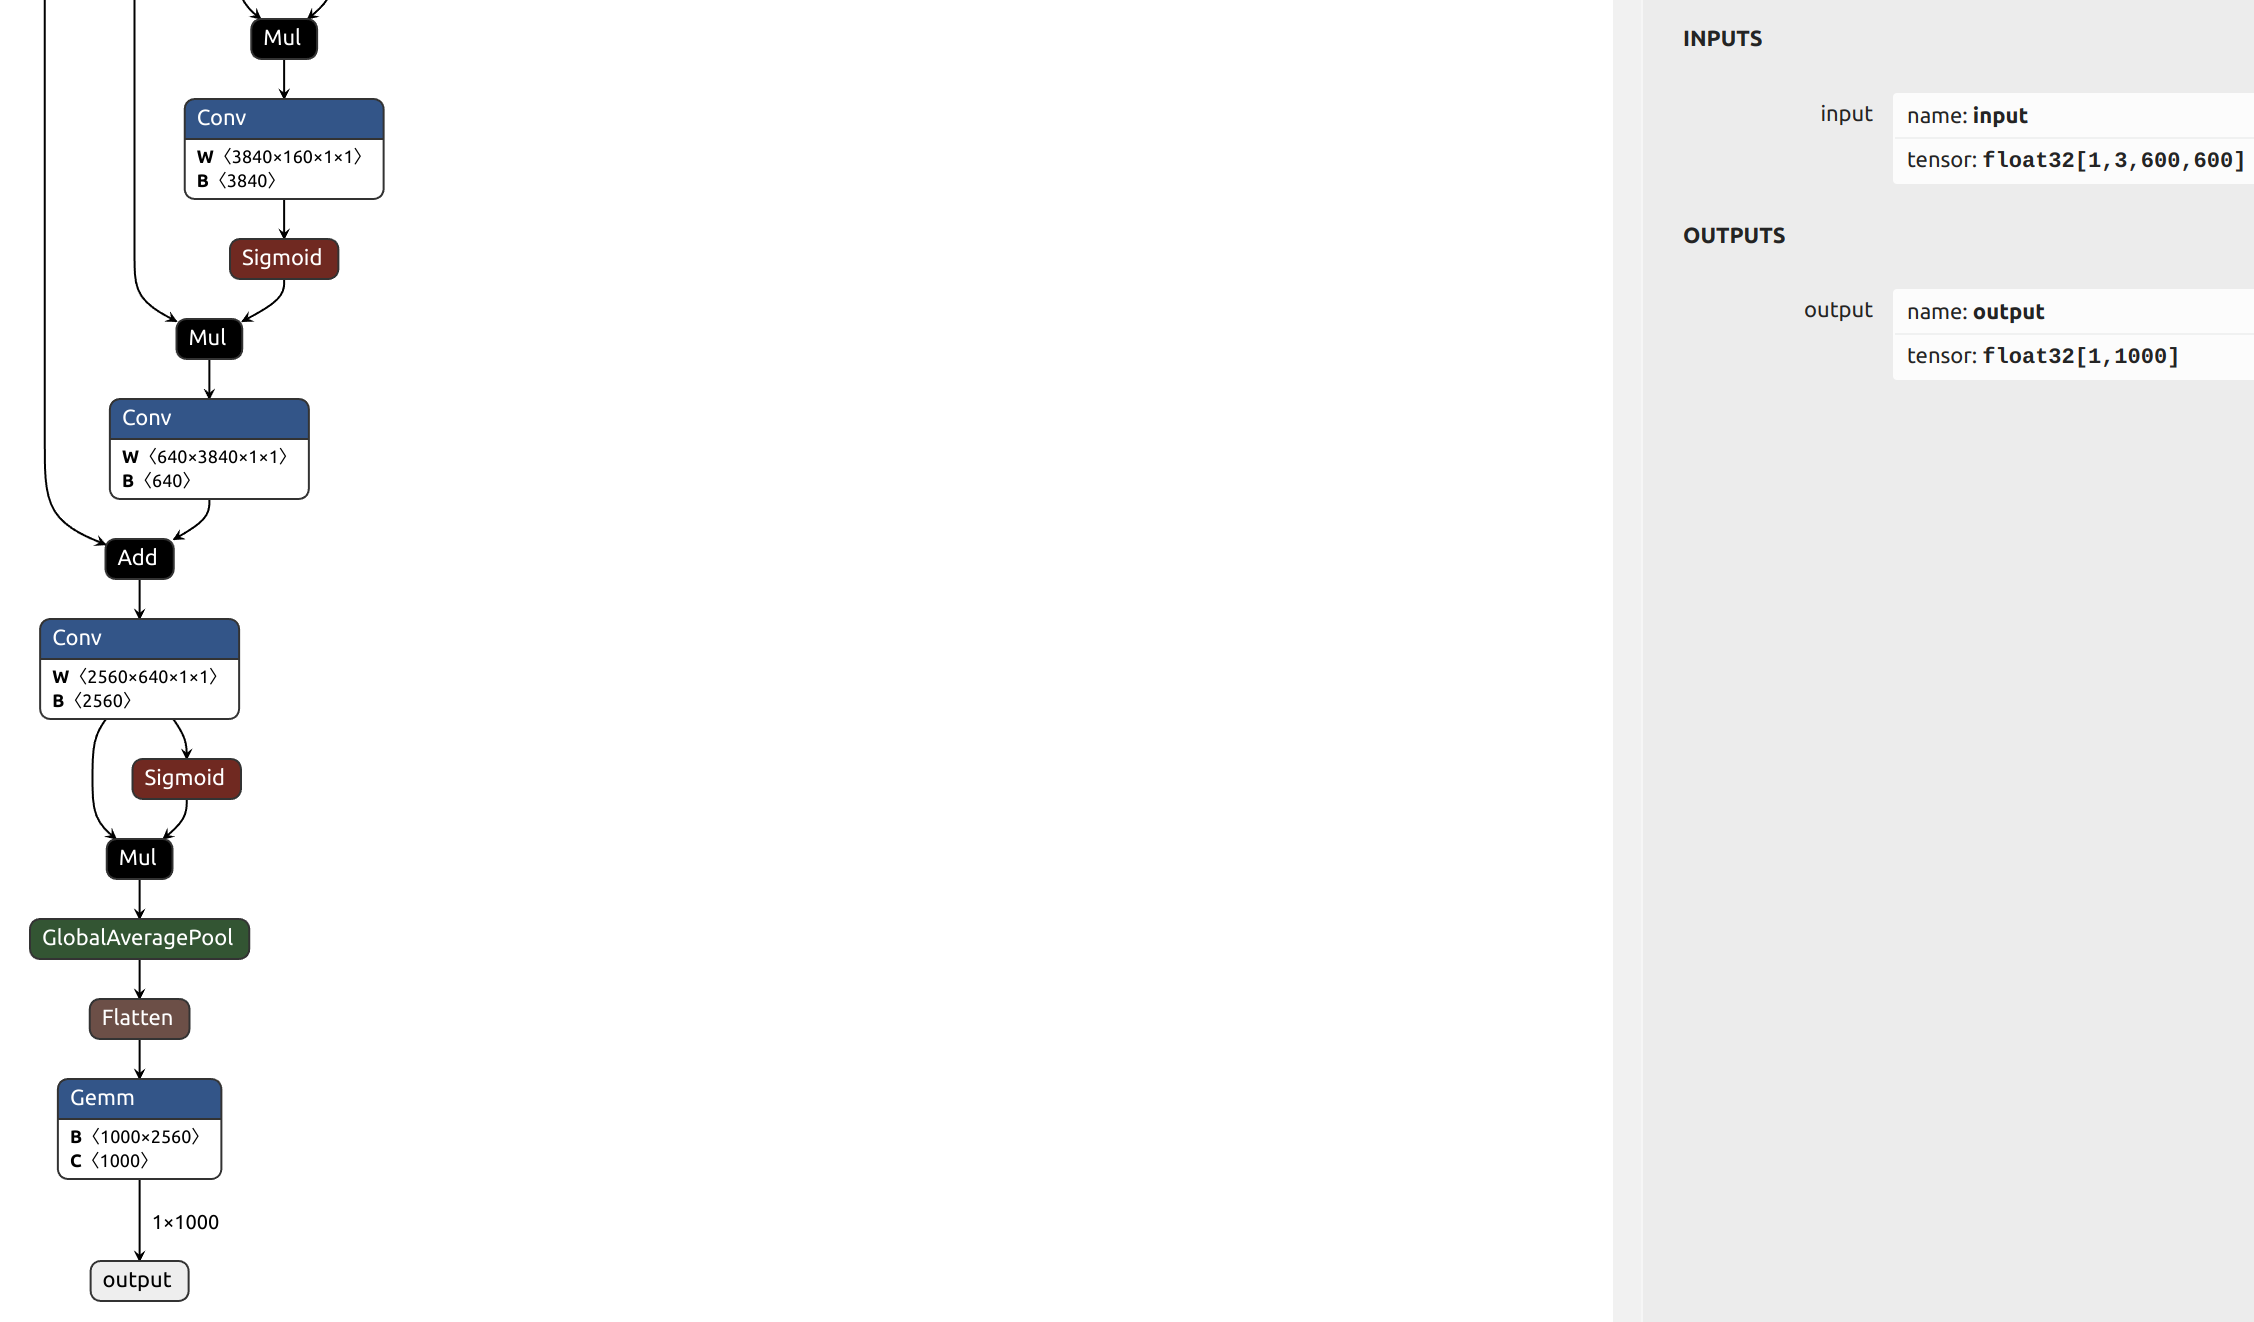 Mul
Conv
W 〈3840×160×1×1〉
B 〈3840〉
Sigmoid
Mul
Conv
W 〈640×3840×1×1〉
B 〈640〉
Add
Conv
W 〈2560×640×1×1〉
B 〈2560〉
Sigmoid
Mul
GlobalAveragePool
Flatten
Gemm
B 〈1000×2560〉
C 〈1000〉
1×1000
output
INPUTS
input
name: input
tensor: float32[1,3,600,600]
OUTPUTS
output
name: output
tensor: float32[1,1000]